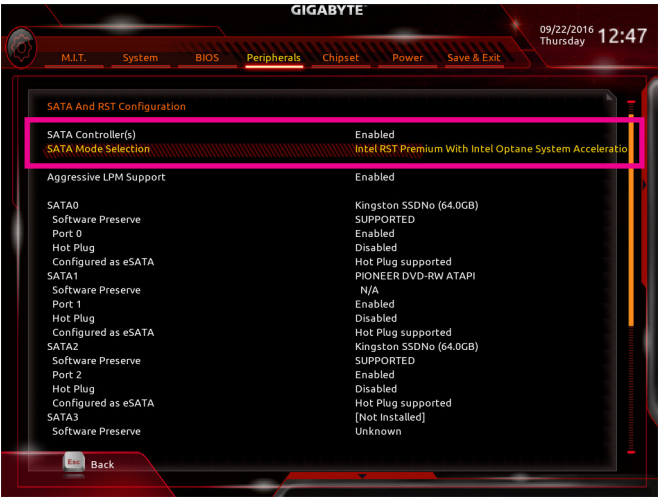 GIGABYTE™
09/22/2016 Thursday 12:47
M.I.T. System BIOS Peripherals Chipset Power Save & Exit
SATA And RST Configuration
SATA Controller(s) Enabled
SATA Mode Selection Intel RST Premium With Intel Optane System Acceleratio
Aggressive LPM Support Enabled
SATA0 Kingston SSDNo (64.0GB)
Software Preserve SUPPORTED
Port 0 Enabled
Hot Plug Disabled
Configured as eSATA Hot Plug supported
SATA1 PIONEER DVD-RW ATAPI
Software Preserve N/A
Port 1 Enabled
Hot Plug Disabled
Configured as eSATA Hot Plug supported
SATA2 Kingston SSDNo (64.0GB)
Software Preserve SUPPORTED
Port 2 Enabled
Hot Plug Disabled
Configured as eSATA Hot Plug supported
SATA3 [Not Installed]
Software Preserve Unknown
Esc Back